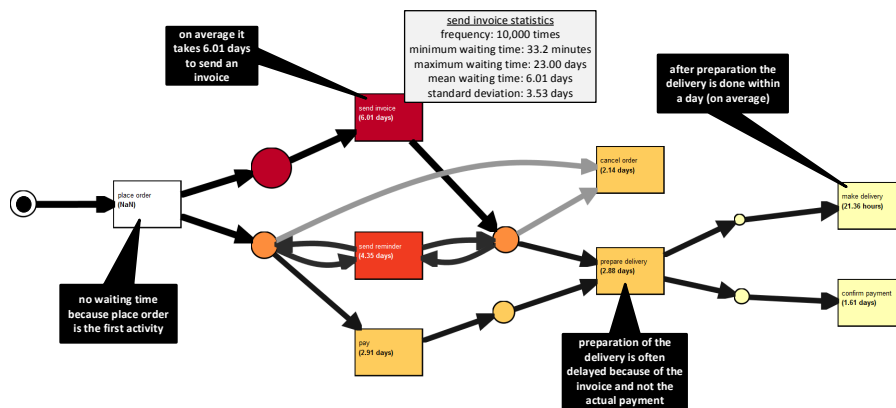 on average it
takes 6.01 days
to send an
invoice
send invoice statistics
frequency: 10,000 times
minimum waiting time: 33.2 minutes
maximum waiting time: 23.00 days
mean waiting time: 6.01 days
standard deviation: 3.53 days
after preparation the
delivery is done within
a day (on average)
send invoice
(6.01 days)
cancel order
(2.14 days)
place order
(NaN)
make delivery
(21.36 hours)
send reminder
(4.35 days)
prepare delivery
(2.88 days)
confirm payment
(1.61 days)
no waiting time
because place order
is the first activity
pay
(2.91 days)
preparation of the
delivery is often
delayed because of the
invoice and not the
actual payment